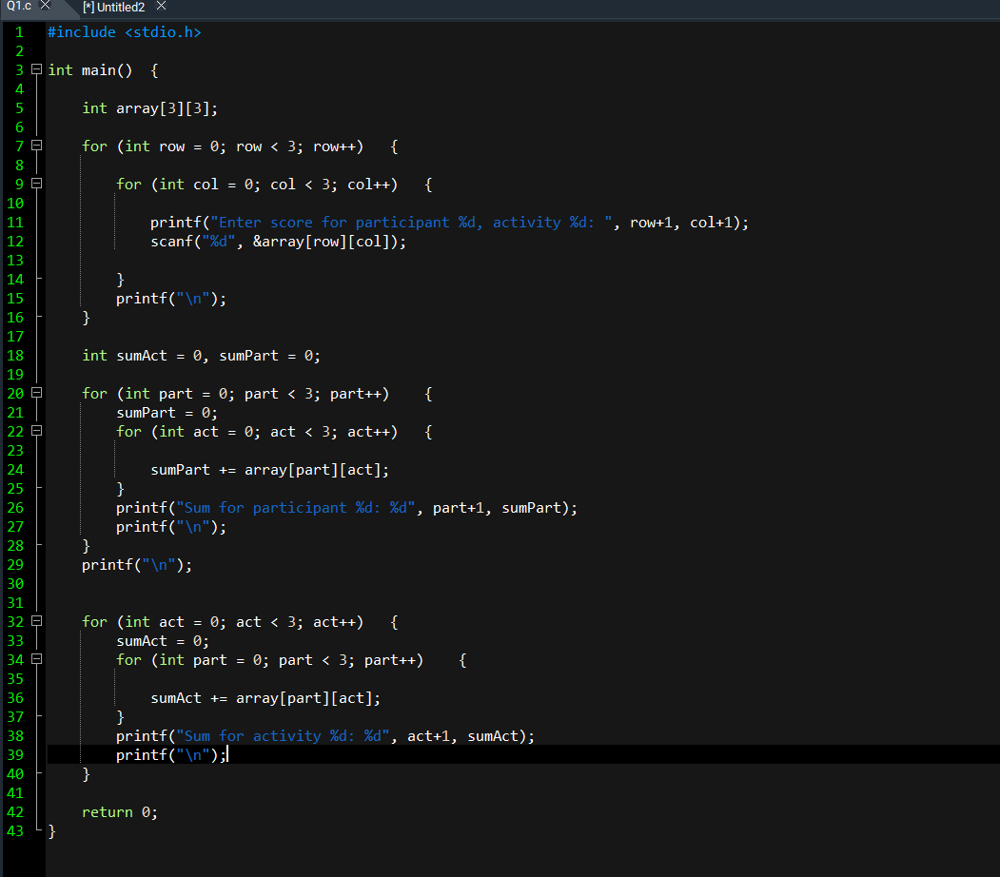 Q1.c [*] Untitled2
1 #include <stdio.h>
2
3 int main()  {
4
5     int array[3][3];
6
7     for (int row = 0; row < 3; row++)   {
8
9         for (int col = 0; col < 3; col++)   {
10
11             printf("Enter score for participant %d, activity %d: ", row+1, col+1);
12             scanf("%d", &array[row][col]);
13
14         }
15         printf("\n");
16     }
17
18     int sumAct = 0, sumPart = 0;
19
20     for (int part = 0; part < 3; part++)    {
21         sumPart = 0;
22         for (int act = 0; act < 3; act++)   {
23
24             sumPart += array[part][act];
25         }
26         printf("Sum for participant %d: %d", part+1, sumPart);
27         printf("\n");
28     }
29     printf("\n");
30
31
32     for (int act = 0; act < 3; act++)   {
33         sumAct = 0;
34         for (int part = 0; part < 3; part++)    {
35
36             sumAct += array[part][act];
37         }
38         printf("Sum for activity %d: %d", act+1, sumAct);
39         printf("\n");
40     }
41
42     return 0;
43 }